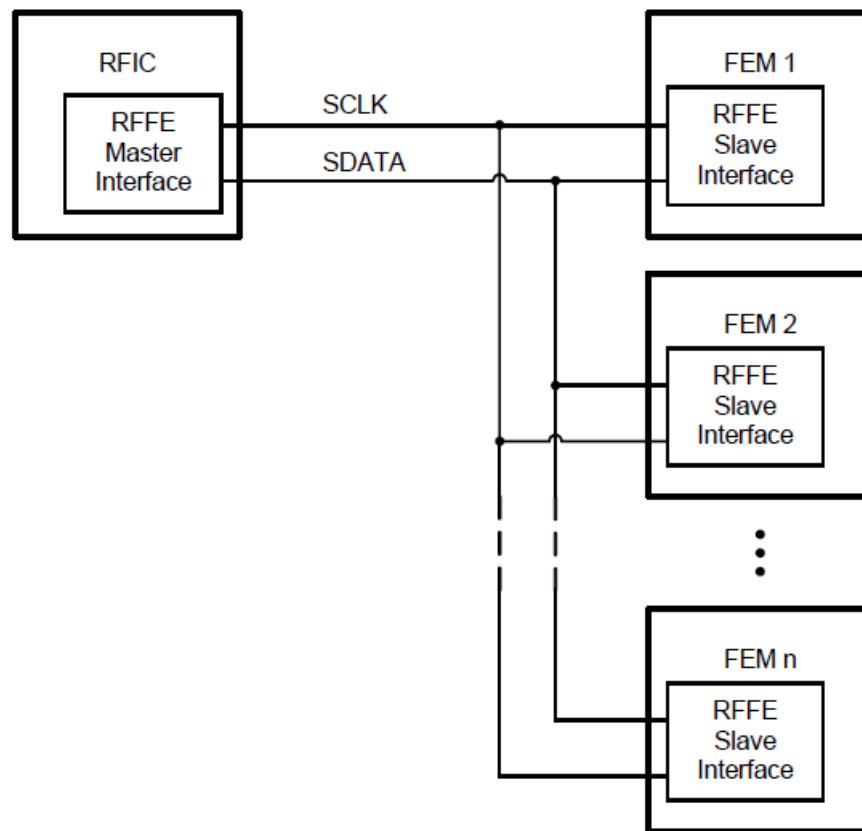 RFIC
RFFE
Master
Interface
SCLK
SDATA
FEM 1
RFFE
Slave
Interface
FEM 2
RFFE
Slave
Interface
FEM n
RFFE
Slave
Interface